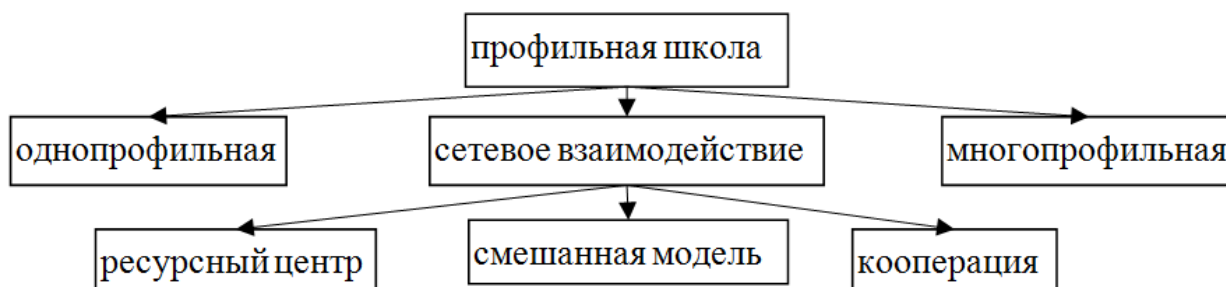 профильная школа
однопрофильная
сетевое взаимодействие
многопрофильная
ресурсный центр
смешанная модель
кооперация